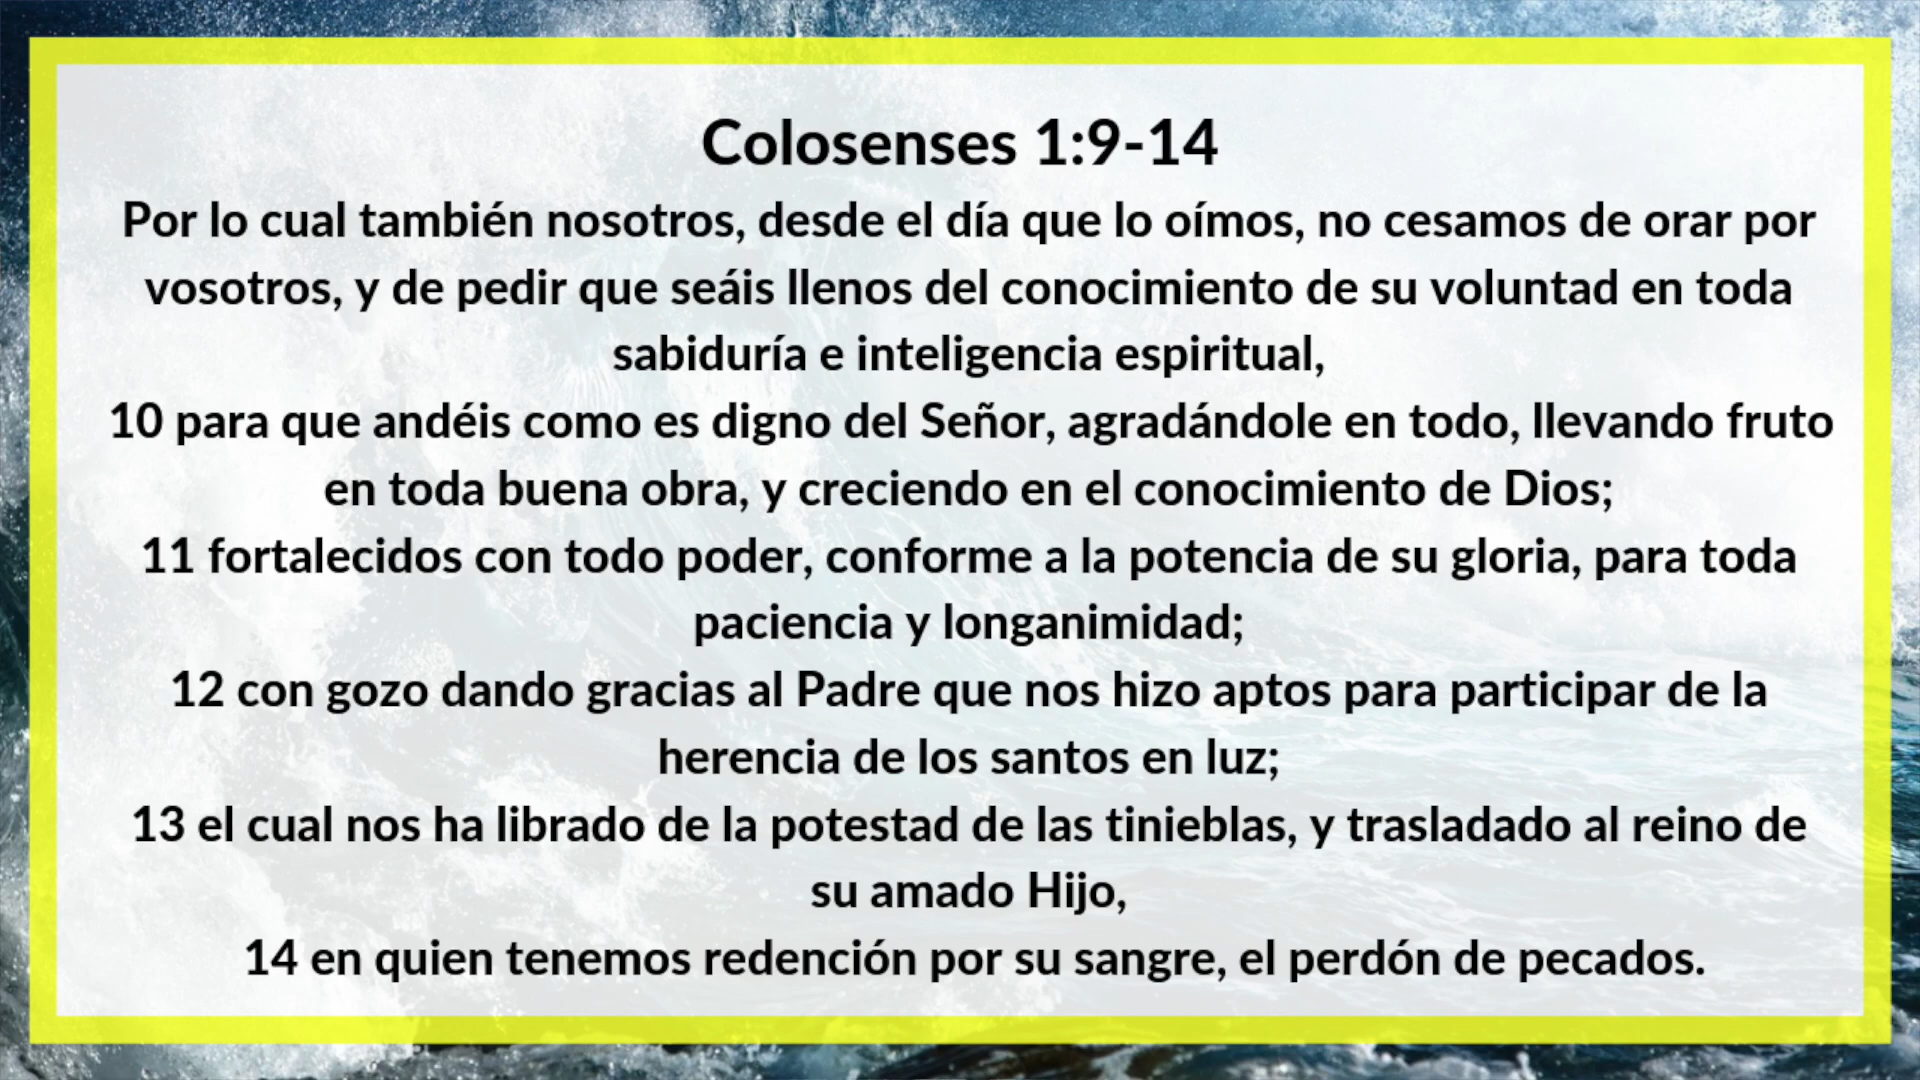 Colosenses 1:9-14
Por lo cual también nosotros, desde el día que lo oímos, no cesamos de orar por
vosotros, y de pedir que seáis llenos del conocimiento de su voluntad en toda
sabiduría e inteligencia espiritual,
10 para que andéis como es digno del Señor, agradándole en todo, llevando fruto
en toda buena obra, y creciendo en el conocimiento de Dios;
11 fortalecidos con todo poder, conforme a la potencia de su gloria, para toda
paciencia y longanimidad;
12 con gozo dando gracias al Padre que nos hizo aptos para participar de la
herencia de los santos en luz;
13 el cual nos ha librado de la potestad de las tinieblas, y trasladado al reino de
su amado Hijo,
14 en quien tenemos redención por su sangre, el perdón de pecados.